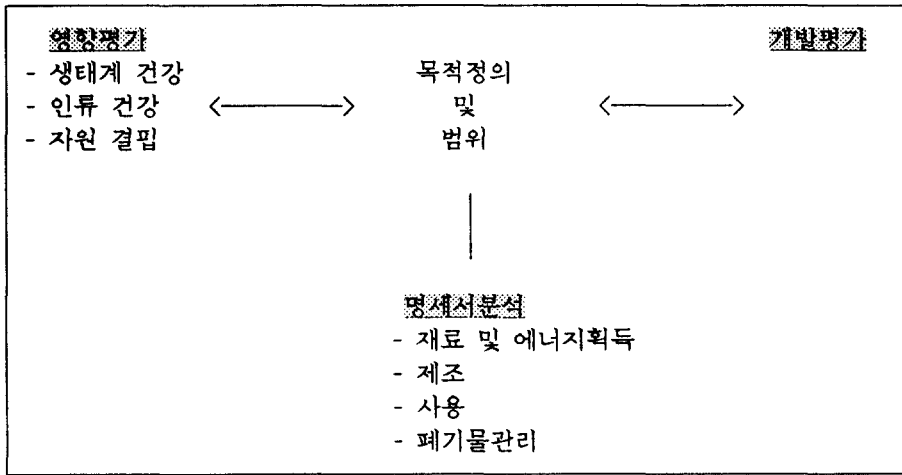 영향평가
- 생태계 건강
- 인류 건강
- 자원 결핍
목적정의
및
범위
개발평가
명세서분석
- 재료 및 에너지획득
- 제조
- 사용
- 폐기물관리